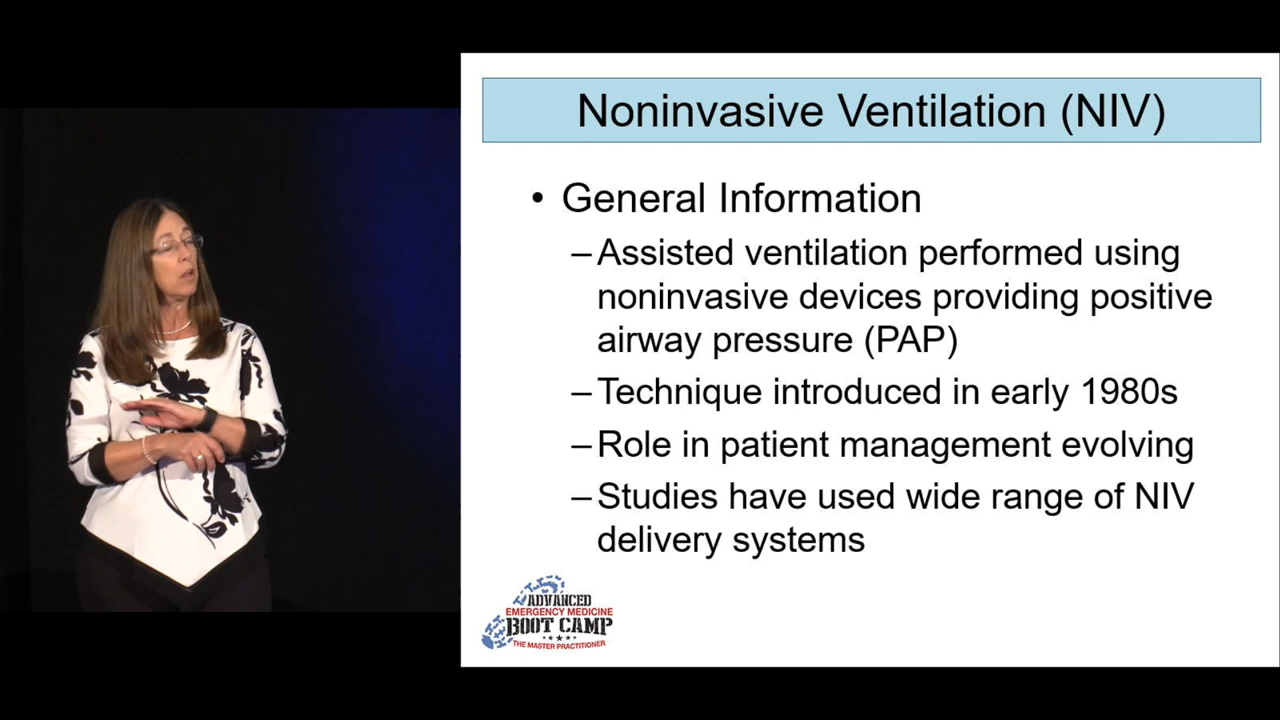 Noninvasive Ventilation (NIV)
• General Information
–Assisted ventilation performed using
noninvasive devices providing positive
airway pressure (PAP)
–Technique introduced in early 1980s
–Role in patient management evolving
–Studies have used wide range of NIV
delivery systems
ADVANCED
EMERGENCY MEDICINE
BOOT CAMP
THE MASTER PRACTITIONER